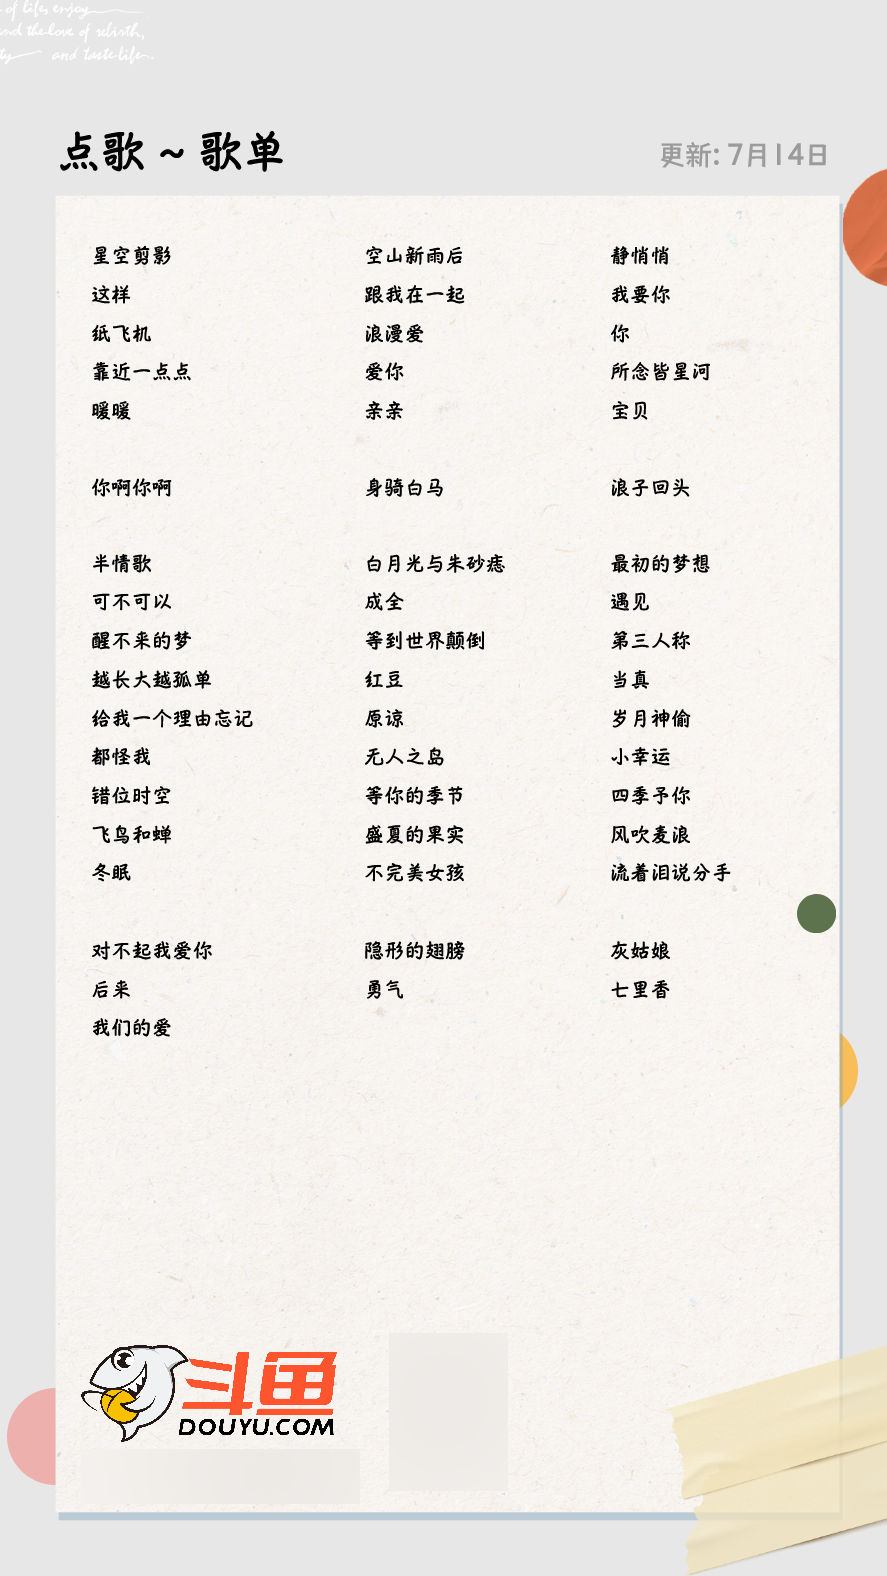 of life, enjoy
and the love of rebirth,
ty and taste life
点歌 ~ 歌单 更新: 7月14日
星空剪影 空山新雨后 静悄悄
这样 跟我在一起 我要你
纸飞机 浪漫爱 你
靠近一点点 爱你 所念皆星河
暖暖 亲亲 宝贝
你啊你啊 身骑白马 浪子回头
半情歌 白月光与朱砂痣 最初的梦想
可不可以 成全 遇见
醒不来的梦 等到世界颠倒 第三人称
越长大越孤单 红豆 当真
给我一个理由忘记 原谅 岁月神偷
都怪我 无人之岛 小幸运
错位时空 等你的季节 四季予你
飞鸟和蝉 盛夏的果实 风吹麦浪
冬眠 不完美女孩 流着泪说分手
对不起我爱你 隐形的翅膀 灰姑娘
后来 勇气 七里香
我们的爱
斗鱼
DOUYU.COM